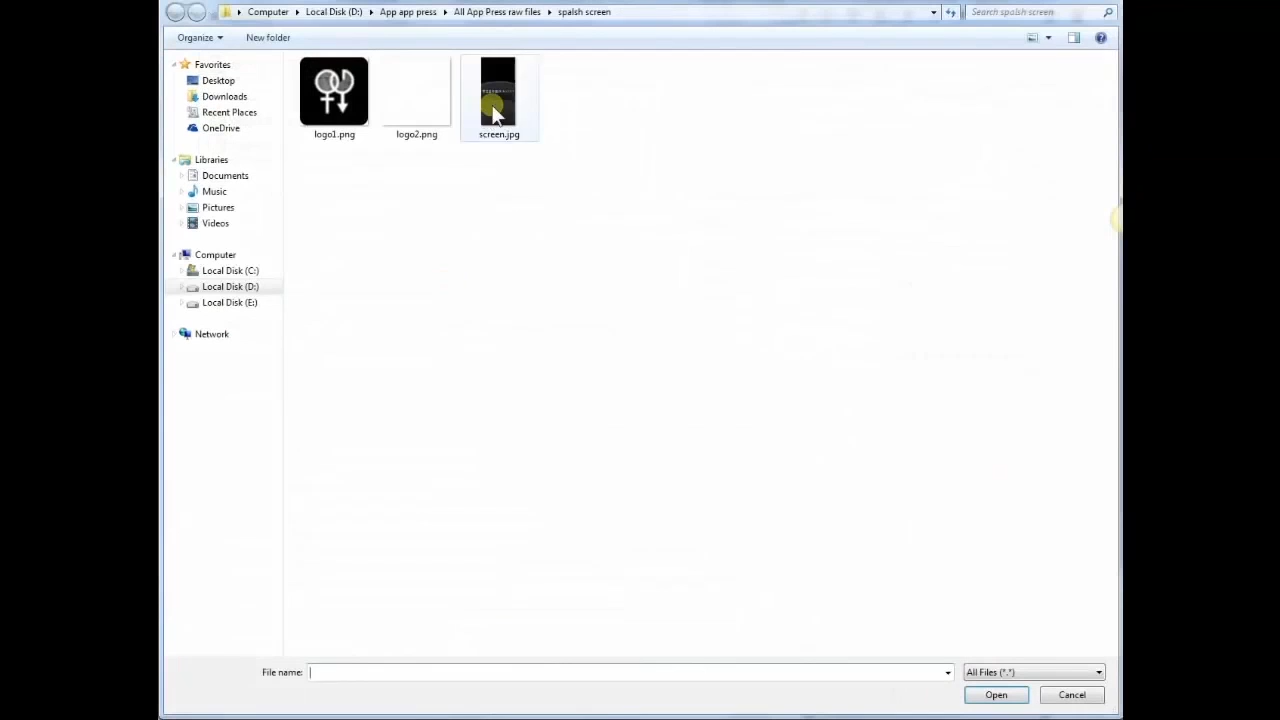 Computer Local Disk (D:) App app press All App Press raw files spalsh screen Search spalsh screen
Organize New folder
Favorites
Desktop
Downloads
Recent Places
OneDrive
Libraries
Documents
Music
Pictures
Videos
Computer
Local Disk (C:)
Local Disk (D:)
Local Disk (E:)
Network
logo1.png logo2.png screen.jpg
File name: All Files (*.*)
Open Cancel